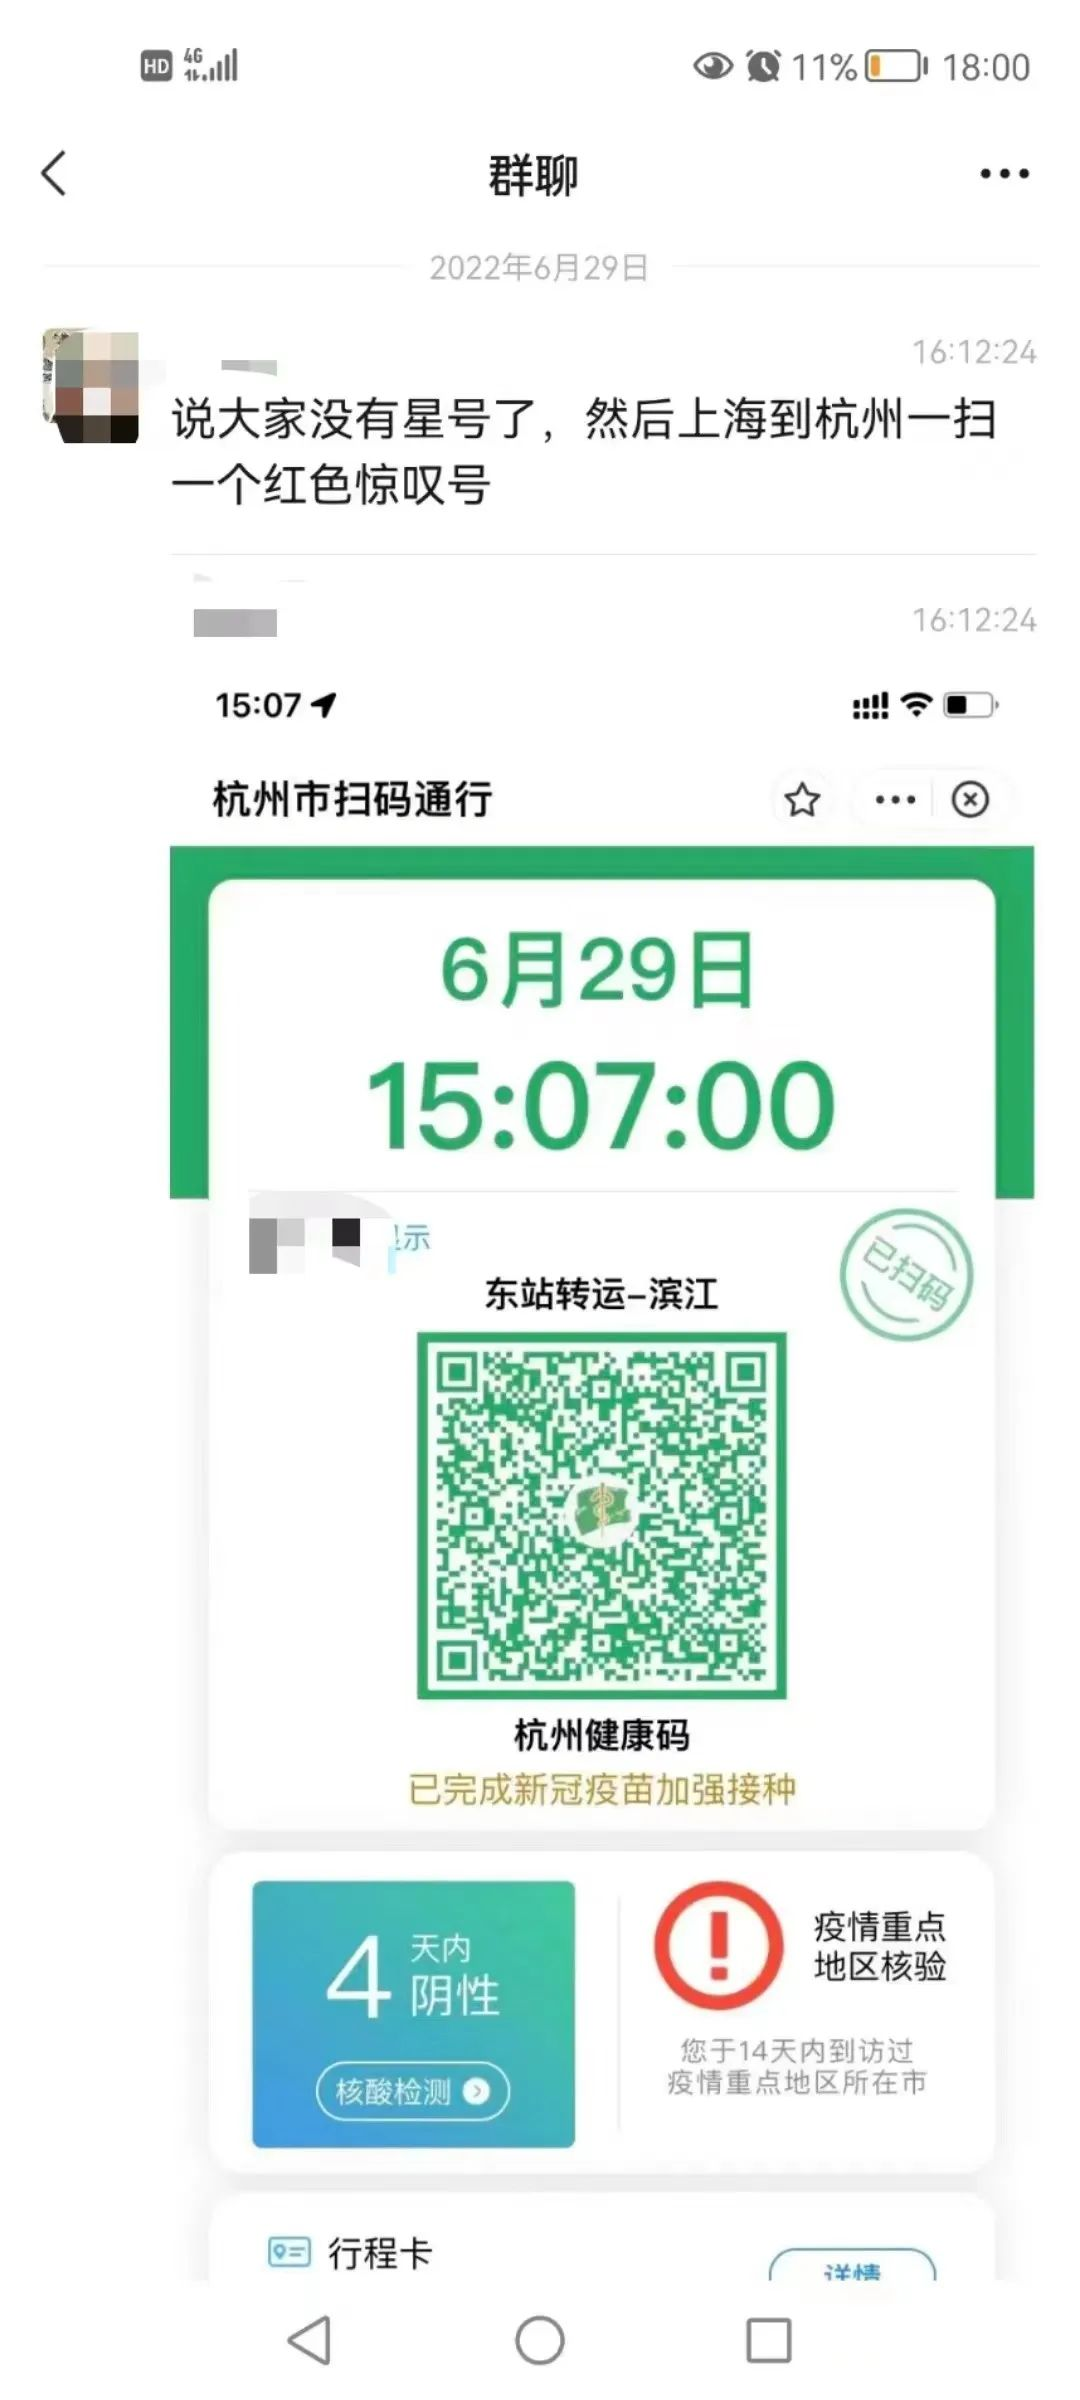 HD 4G 11% 18:00
群聊
2022年6月29日
16:12:24
说大家没有星号了，然后上海到杭州一扫
一个红色惊叹号
16:12:24
15:07
杭州市扫码通行
6月29日
15:07:00
示
已扫码
东站转运-滨江
杭州健康码
已完成新冠疫苗加强接种
4 天内
阴性
核酸检测
疫情重点
地区核验
您于14天内到访过
疫情重点地区所在市
行程卡
详情